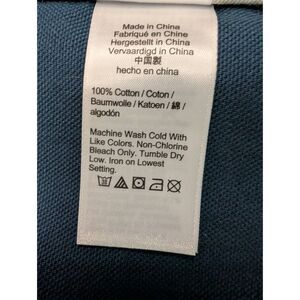 Made in China
Fabriqué en Chine
Hergestellt in China
Vervaardigd in China
中国製
hecho en china
100% Cotton / Coton /
Baumwolle / Katoen / 綿 /
algodón
Machine Wash Cold With
Like Colors. Non-Chlorine
Bleach Only. Tumble Dry
Low. Iron on Lowest
Setting.